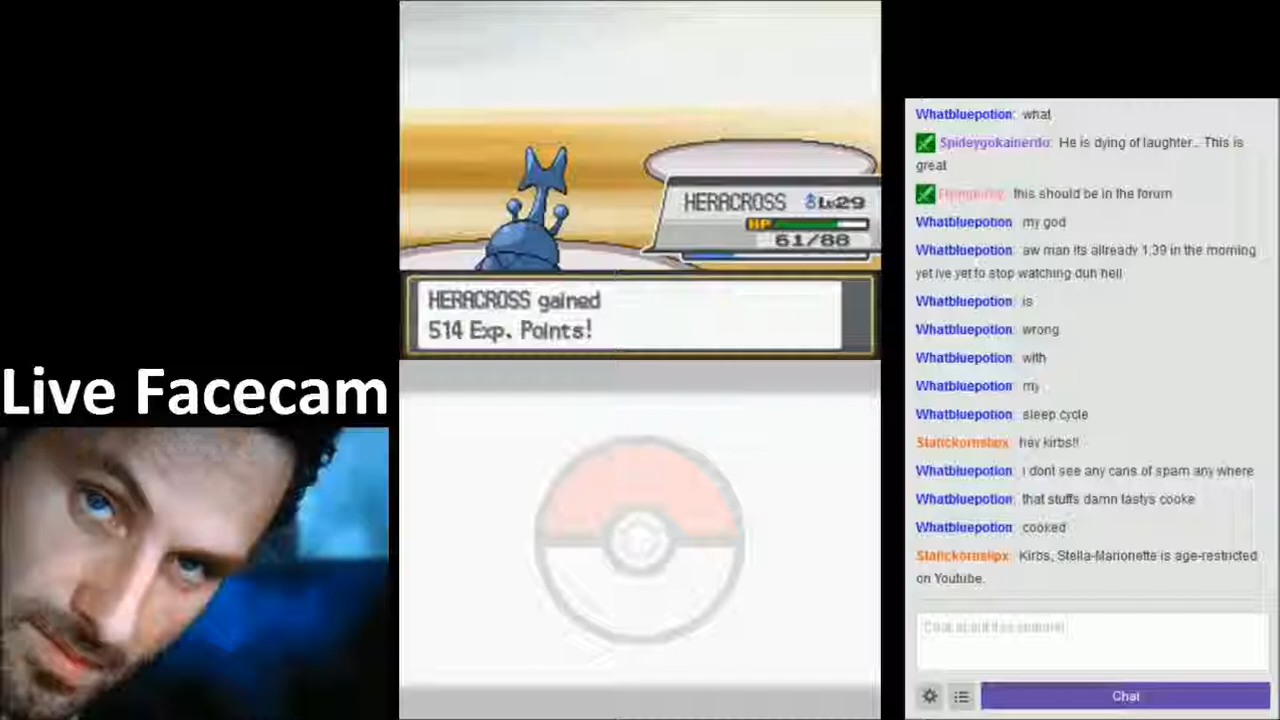 HERACROSS ♂Lv29
HP
61/88
HERACROSS gained
514 Exp. Points!
Live Facecam
Whatbluepotion: what
Spideygokainerdo: He is dying of laughter.. This is
great
this should be in the forum
Whatbluepotion: my god
Whatbluepotion: aw man its allready 1:39 in the morning
yet ive yet to stop watching duh hell
Whatbluepotion: is
Whatbluepotion: wrong
Whatbluepotion: with
Whatbluepotion: my
Whatbluepotion: sleep cycle
hey kirbs!!
Whatbluepotion: i dont see any cans of spam any where
Whatbluepotion: that stuffs damn tastys cooke
Whatbluepotion: cooked
Kirbs, Stella-Marionette is age-restricted
on Youtube.
Chat